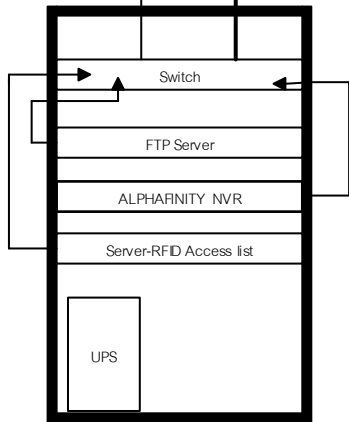 Switch
FTP Server
ALPHAFINITY NVR
Server-RFID Access list
UPS